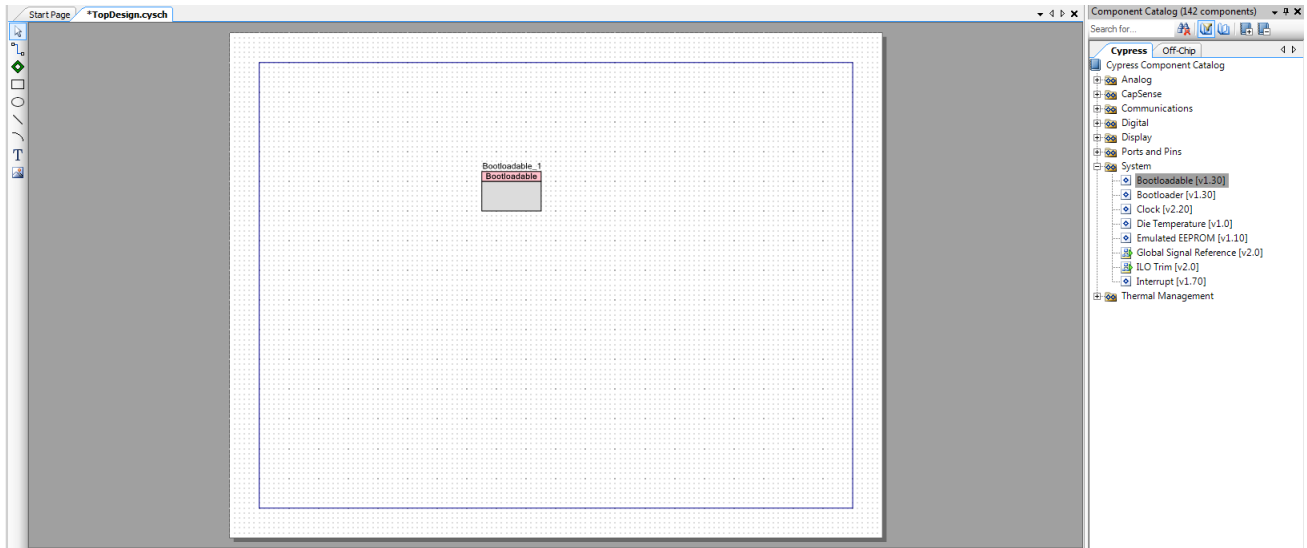 Start Page
*TopDesign.cysch
Bootloadable_1
Bootloadable
T
Component Catalog (142 components)
Search for...
Cypress
Off-Chip
Cypress Component Catalog
Analog
CapSense
Communications
Digital
Display
Ports and Pins
System
Bootloadable [v1.30]
Bootloader [v1.30]
Clock [v2.20]
Die Temperature [v1.0]
Emulated EEPROM [v1.10]
Global Signal Reference [v2.0]
ILO Trim [v2.0]
Interrupt [v1.70]
Thermal Management